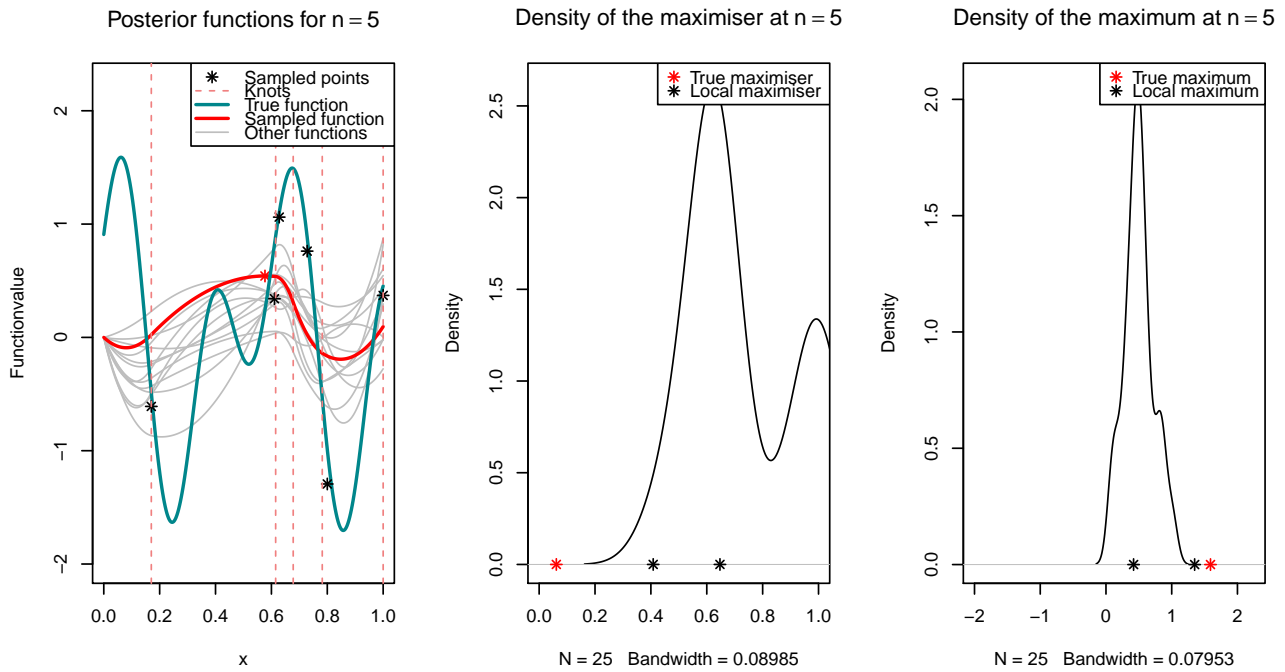 Posterior functions for n = 5
Sampled points
Knots
True function
Sampled function
Other functions
Functionvalue
2
1
0
−1
−2
0.0 0.2 0.4 0.6 0.8 1.0
x
Density of the maximiser at n = 5
True maximiser
Local maximiser
Density
2.5
2.0
1.5
1.0
0.5
0.0
0.0 0.2 0.4 0.6 0.8 1.0
N = 25 Bandwidth = 0.08985
Density of the maximum at n = 5
True maximum
Local maximum
Density
2.0
1.5
1.0
0.5
0.0
−2 −1 0 1 2
N = 25 Bandwidth = 0.07953